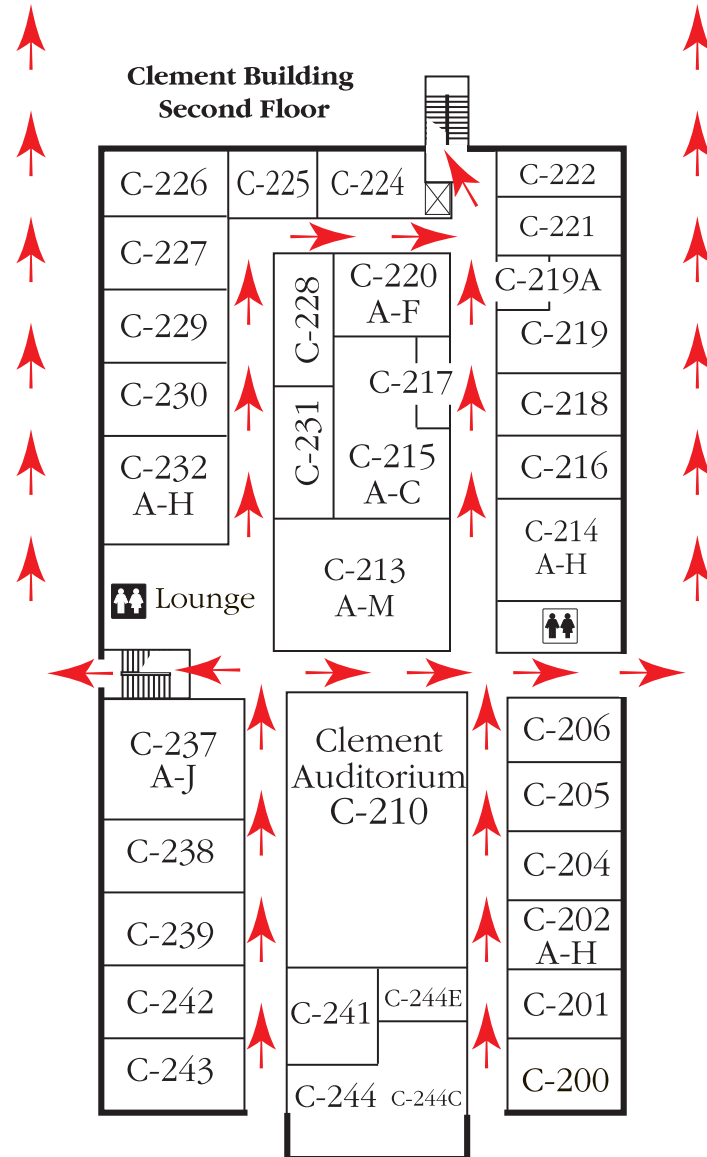 Clement Building
Second Floor
C-226
C-225
C-224
C-222
C-221
C-227
C-220
A-F
C-219A
C-228
C-229
C-219
C-217
C-230
C-218
C-231
C-232
A-H
C-215
A-C
C-216
C-214
A-H
C-213
A-M
Lounge
C-237
A-J
Clement
Auditorium
C-210
C-206
C-205
C-238
C-204
C-239
C-202
A-H
C-242
C-241
C-244E
C-201
C-243
C-244
C-244C
C-200